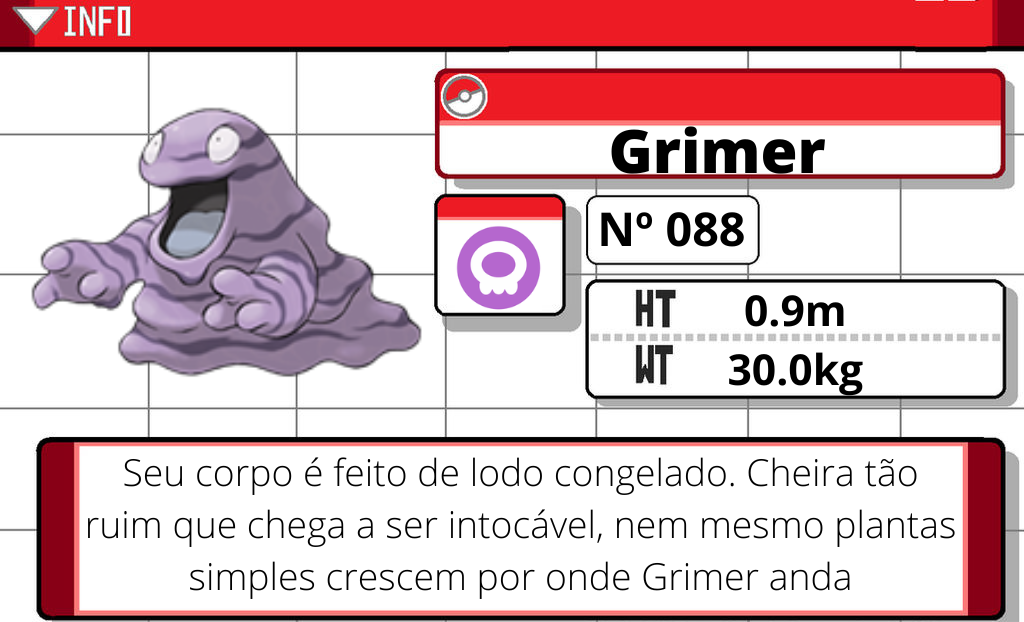 INFO
Grimer
Nº 088
HT 0.9m
WT 30.0kg
Seu corpo é feito de lodo congelado. Cheira tão
ruim que chega a ser intocável, nem mesmo plantas
simples crescem por onde Grimer anda